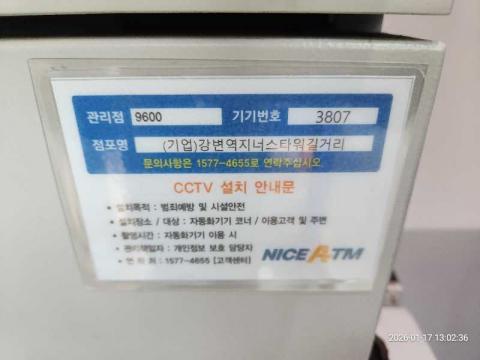 관리점 9600 기기번호 3807
점포명 (기업)강변역지너스타워길거리
문의사항은 1577-4655로 연락주십시오
CCTV 설치 안내문
• 설치목적 : 범죄예방 및 시설안전
• 설치장소 / 대상 : 자동화기기 코너 / 이용고객 및 주변
• 촬영시간 : 자동화기기 이용 시
• 관리책임자 : 개인정보 보호 담당자
• 연 락 처 : 1577-4655 [고객센터]
NICE ATM
2026-01-17 13:02:36